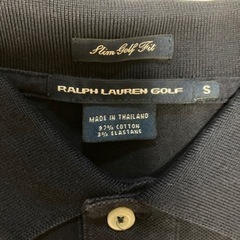 Slim Golf Fit
RALPH LAUREN GOLF S
MADE IN THAILAND
97% COTTON
3% ELASTANE